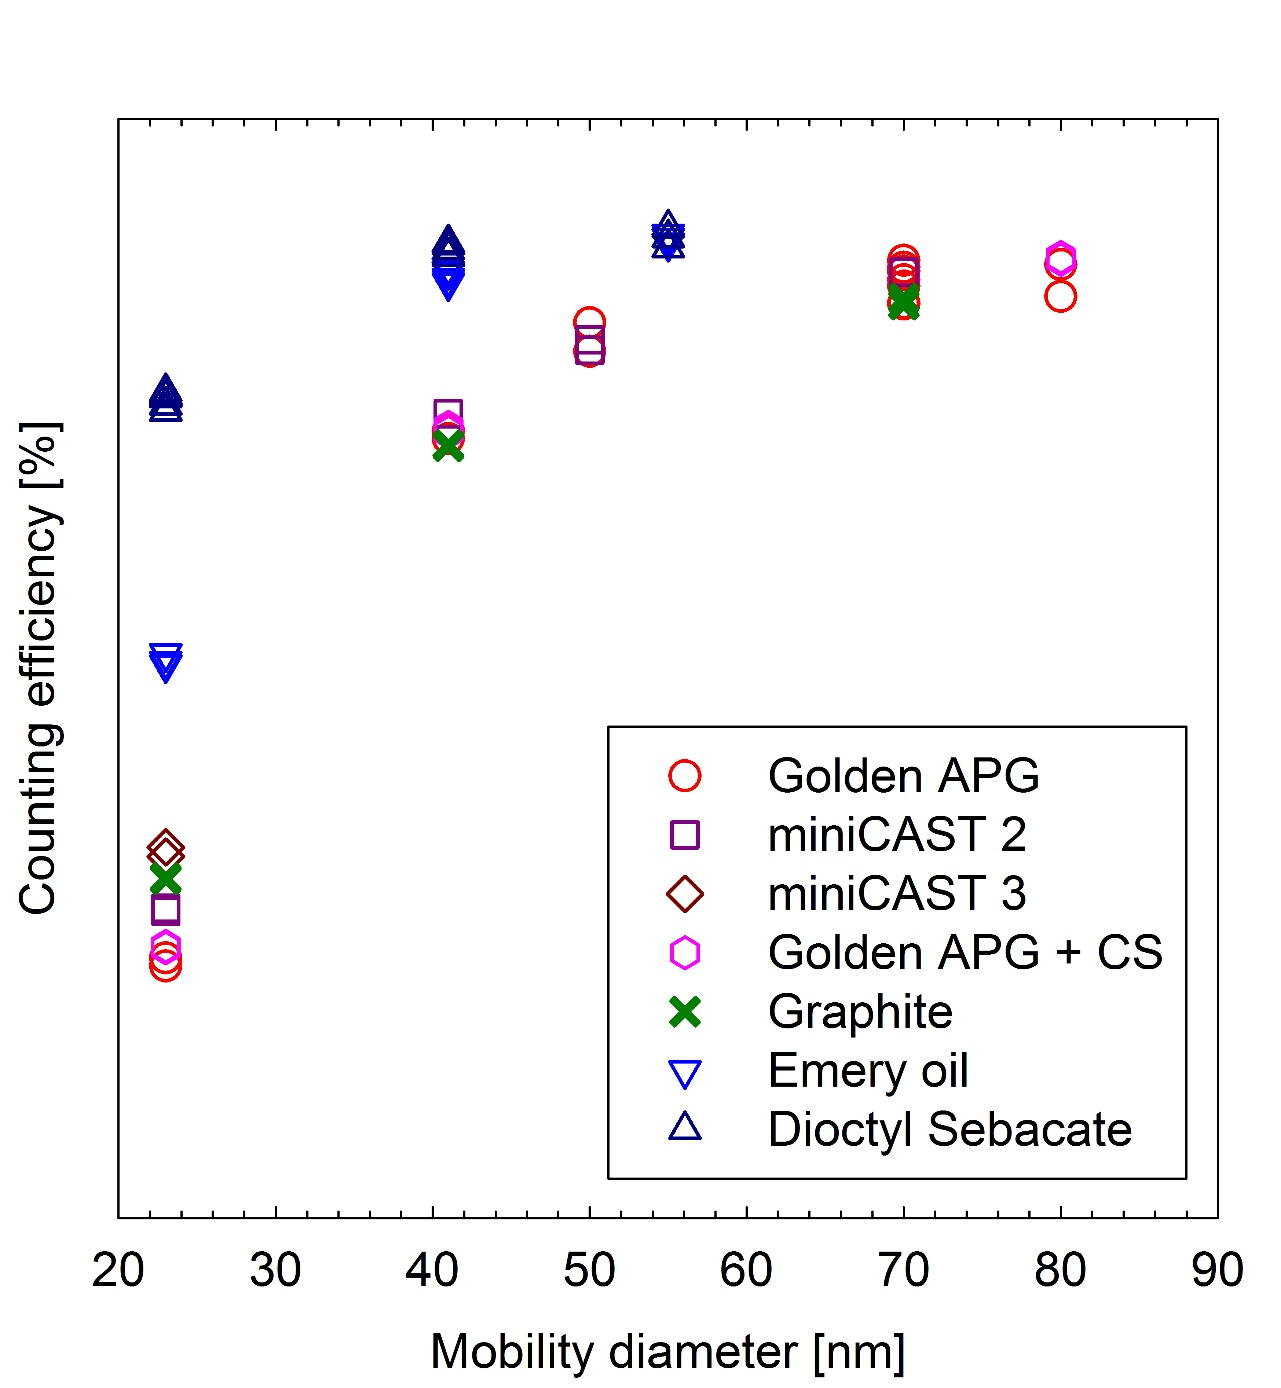 Counting efficiency [%]
Golden APG
miniCAST 2
miniCAST 3
Golden APG + CS
Graphite
Emery oil
Dioctyl Sebacate
20 30 40 50 60 70 80 90
Mobility diameter [nm]